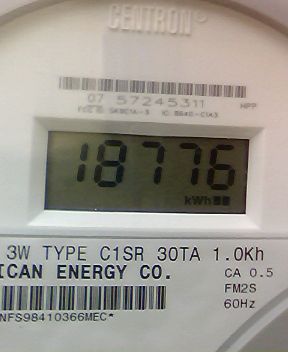 CENTRON®
07 57245311 HPP
18776
kWh
3W TYPE C1SR 30TA 1.0Kh
ICAN ENERGY CO. CA 0.5
FM2S
NFS98410366MEC* 60Hz